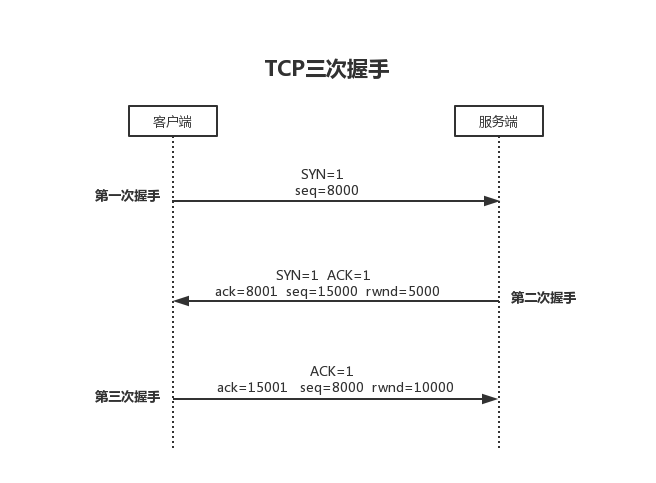 TCP三次握手
客户端
服务端
SYN=1
seq=8000
第一次握手
SYN=1 ACK=1
ack=8001 seq=15000 rwnd=5000
第二次握手
ACK=1
ack=15001 seq=8000 rwnd=10000
第三次握手